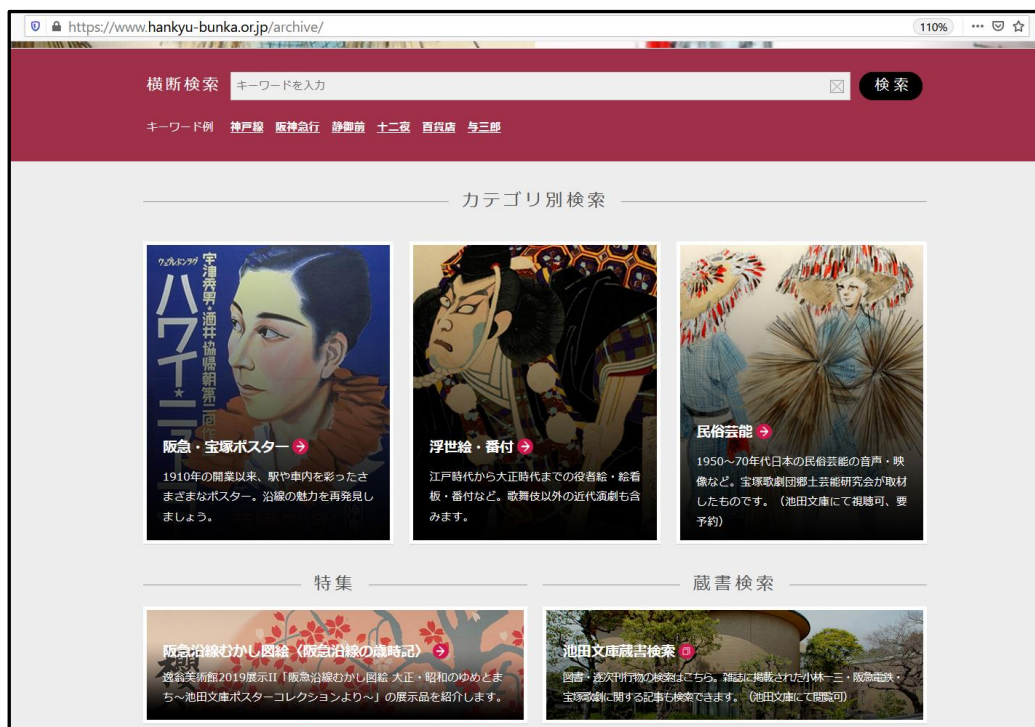 https://www.hankyu-bunka.or.jp/archive/
110%
横断検索
キーワードを入力
検索
キーワード例 神戸線 阪神急行 静御前 十二夜 百貨店 与三郎
カテゴリ別検索
宇津秀男・酒井協帰朝第二回作
ハワイ・ニ
阪急・宝塚ポスター
1910年の開業以来、駅や車内を彩ったさ
まざまなポスター。沿線の魅力を再発見し
ましょう。
浮世絵・番付
江戸時代から大正時代までの役者絵・絵看
板・番付など。歌舞伎以外の近代演劇も含
みます。
民俗芸能
1950~70年代日本の民俗芸能の音声・映
像など。宝塚歌劇団郷土芸能研究会が取材
したものです。(池田文庫にて視聴可、要
予約)
特集
阪急沿線むかし図絵〈阪急沿線の歳時記〉
逸翁美術館2019展示II「阪急沿線むかし図絵 大正・昭和のゆめとま
ち~池田文庫ポスターコレクションより~」の展示品を紹介します。
蔵書検索
池田文庫蔵書検索
図書・逐次刊行物の検索はこちら。雑誌に掲載された小林一三・阪急電鉄・
宝塚歌劇に関する記事も検索できます。(池田文庫にて閲覧可)